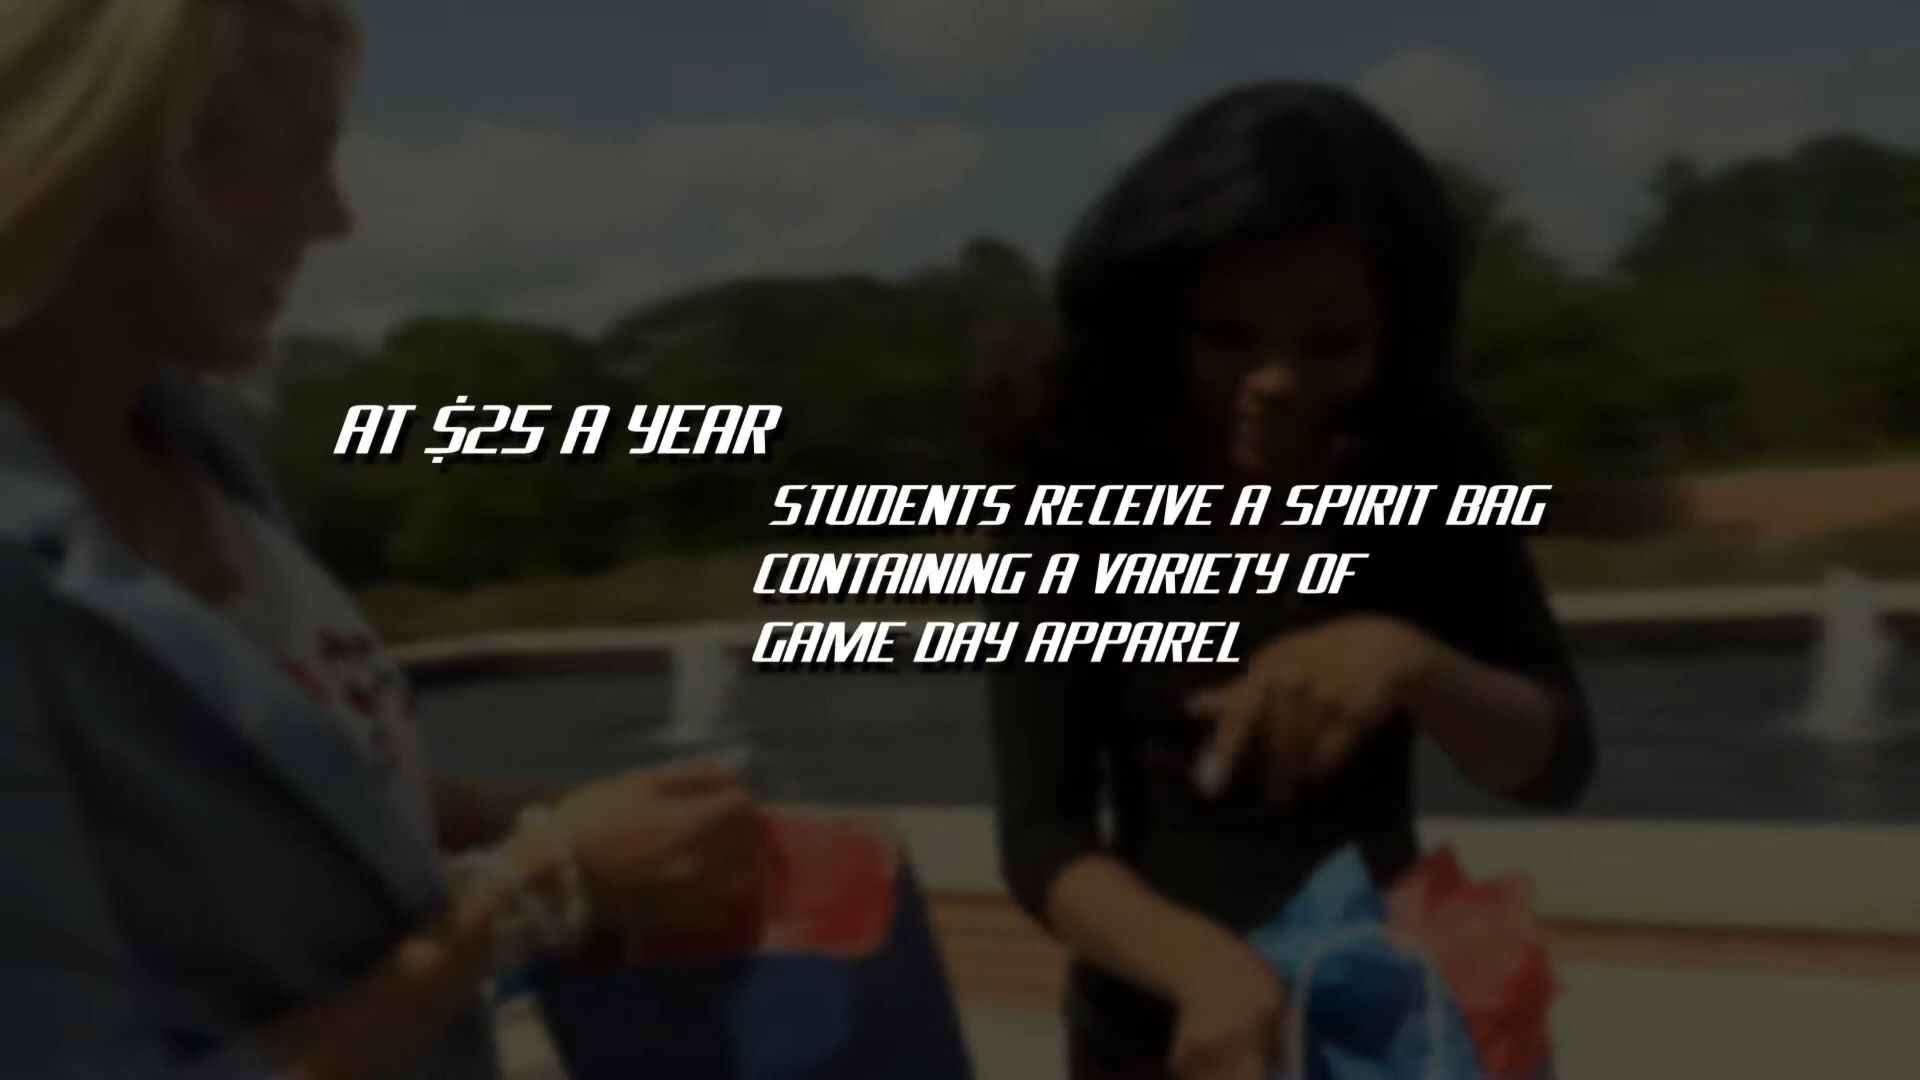 AT $25 A YEAR
STUDENTS RECEIVE A SPIRIT BAG
CONTAINING A VARIETY OF
GAME DAY APPAREL